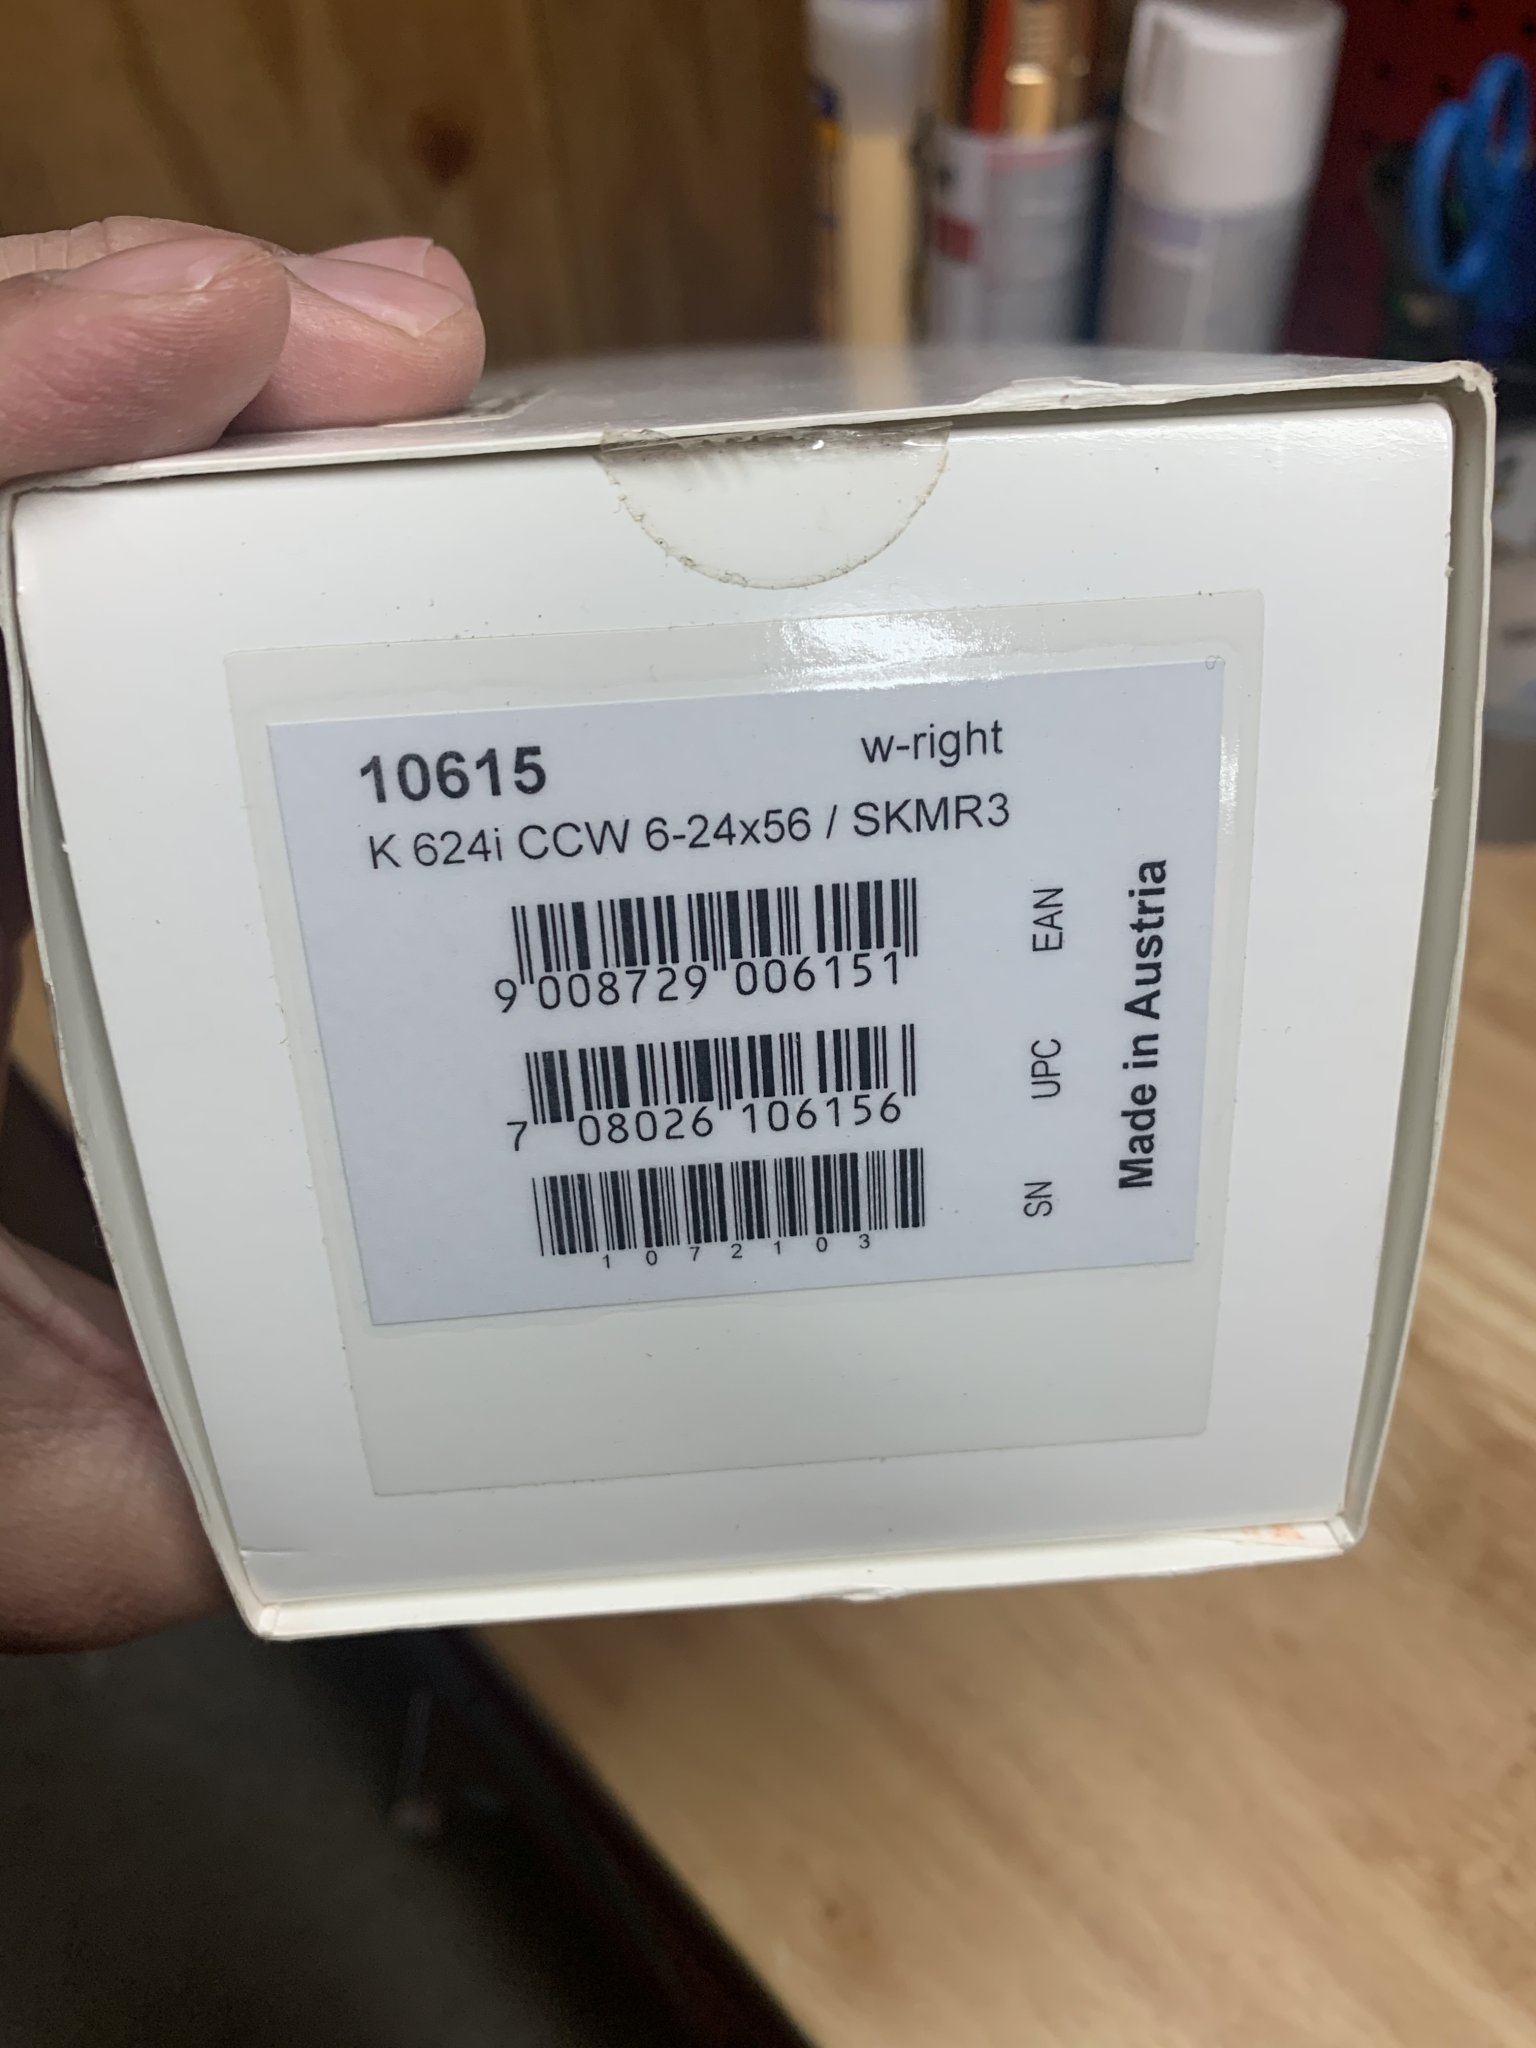 10615
w-right
K 624i CCW 6-24x56 / SKMR3
9 008729 006151
EAN
7 08026 106156
UPC
1072103
SN
Made in Austria